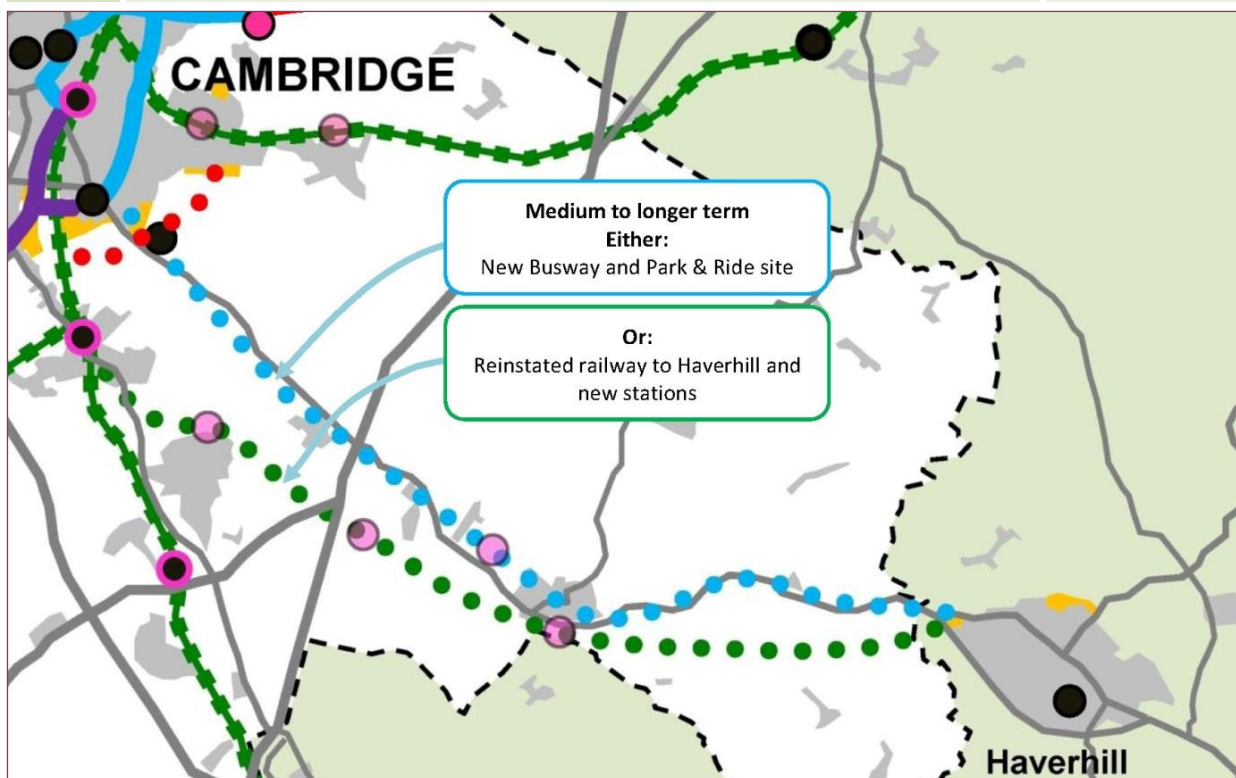 CAMBRIDGE
Medium to longer term
Either:
New Busway and Park & Ride site
Or:
Reinstated railway to Haverhill and
new stations
Haverhill